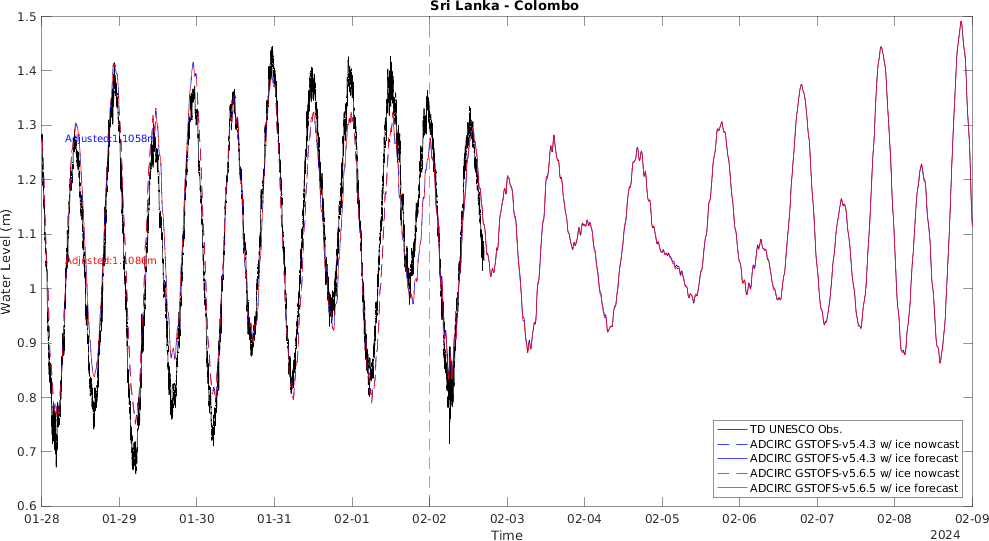 Sri Lanka - Colombo
1.5
1.4
1.3
1.2
1.1
1
0.9
0.8
0.7
0.6
Water Level (m)
Adjusted:1.1058m
Adjusted:1.1086m
TD UNESCO Obs.
ADCIRC GSTOFS-v5.4.3 w/ ice nowcast
ADCIRC GSTOFS-v5.4.3 w/ ice forecast
ADCIRC GSTOFS-v5.6.5 w/ ice nowcast
ADCIRC GSTOFS-v5.6.5 w/ ice forecast
01-28 01-29 01-30 01-31 02-01 02-02 02-03 02-04 02-05 02-06 02-07 02-08 02-09
Time
2024